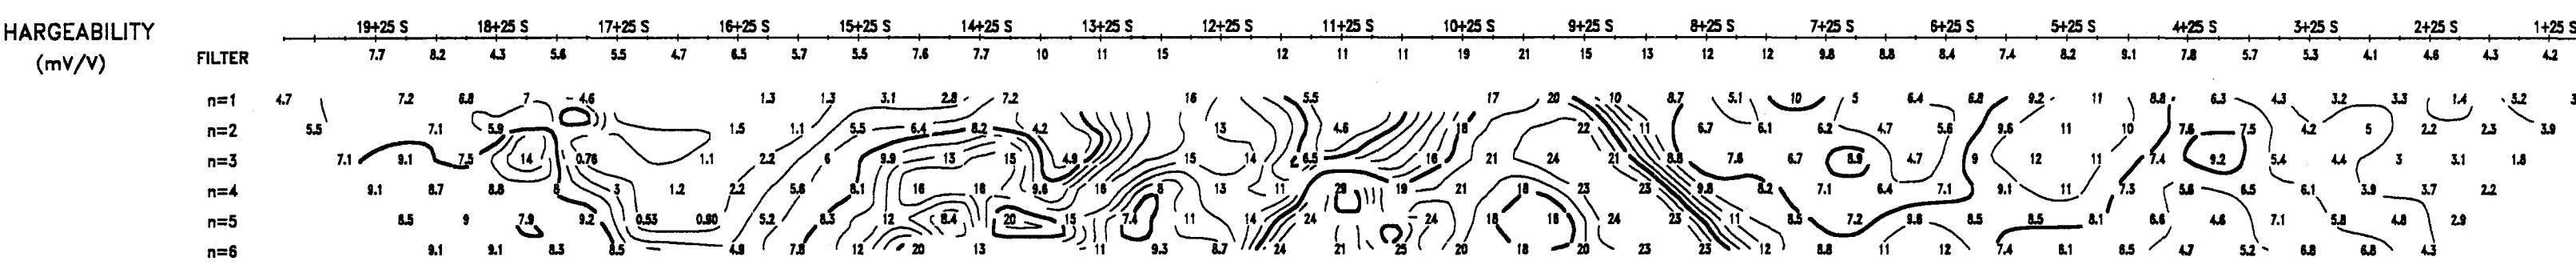 19+25 S 18+25 S 17+25 S 16+25 S 15+25 S 14+25 S 13+25 S 12+25 S 11+25 S 10+25 S 9+25 S 8+25 S 7+25 S 6+25 S 5+25 S 4+25 S 3+25 S 2+25 S 1+25 S
HARGEABILITY
(mV/V)
FILTER 7.7 8.2 4.3 5.6 5.5 4.7 6.5 5.7 5.5 7.6 7.7 10 11 15 12 11 11 19 21 15 13 12 12 9.8 8.8 8.4 7.4 8.2 9.1 7.8 5.7 5.3 4.1 4.6 4.3 4.2
n=1 4.7 7.2 6.8 7 4.6 1.3 1.3 3.1 2.8 7.2 16 5.5 17 20 10 8.7 5.1 10 5 6.4 6.8 9.2 11 8.8 6.3 4.3 3.2 3.3 1.4 5.2 3
n=2 5.5 7.1 5.9 1.5 1.1 5.5 6.4 8.2 4.2 13 4.6 18 22 11 6.7 6.1 6.2 4.7 5.6 9.6 11 10 7.6 7.5 4.2 5 2.2 2.3 3.9
n=3 7.1 9.1 7.5 14 0.76 1.1 2.2 6 9.9 13 15 4.9 15 14 6.5 16 21 24 21 8.8 7.8 6.7 8.9 4.7 9 12 11 7.4 9.2 5.4 4.4 3 3.1 1.8
n=4 9.1 8.7 8.8 8 3 1.2 2.2 5.6 8.1 16 16 9.6 16 8 13 11 28 19 21 18 23 23 9.8 8.2 7.1 6.4 7.1 9.1 11 7.3 5.6 6.5 6.1 3.9 3.7 2.2
n=5 8.5 9 7.9 9.2 0.53 0.90 5.2 8.3 12 8.4 20 15 7.4 11 14 24 24 18 16 24 23 11 8.5 7.2 9.6 8.5 8.5 8.1 6.6 4.6 7.1 5.8 4.8 2.9
n=6 9.1 9.1 8.3 8.5 4.9 7.8 12 20 13 11 9.3 8.7 24 21 25 20 18 20 23 23 12 8.8 11 12 7.4 8.1 8.5 4.7 5.2 6.8 6.8 4.3